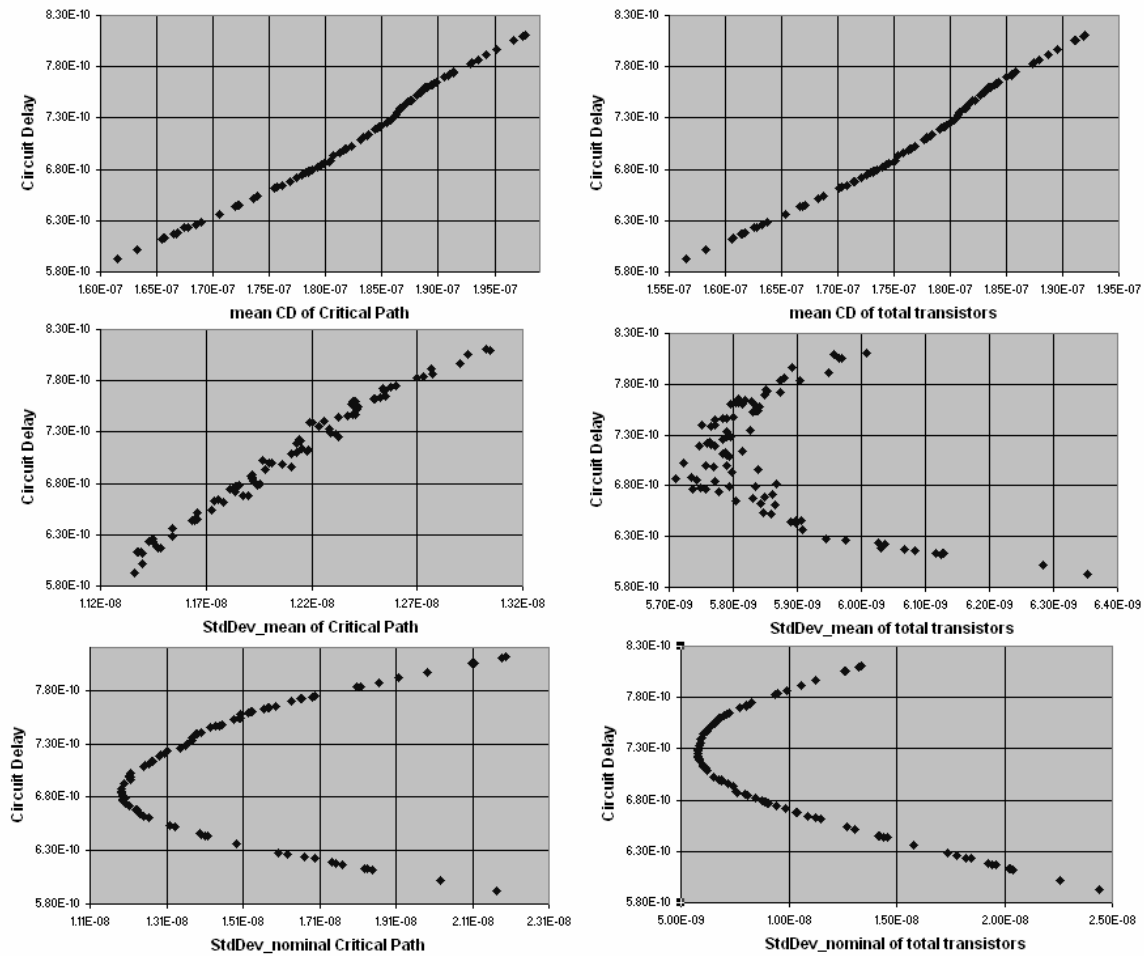 8.30E-10
7.80E-10
7.30E-10
6.80E-10
6.30E-10
5.80E-10
Circuit Delay
1.60E-07 1.65E-07 1.70E-07 1.75E-07 1.80E-07 1.85E-07 1.90E-07 1.95E-07
mean CD of Critical Path
8.30E-10
7.80E-10
7.30E-10
6.80E-10
6.30E-10
5.80E-10
Circuit Delay
1.55E-07 1.60E-07 1.65E-07 1.70E-07 1.75E-07 1.80E-07 1.85E-07 1.90E-07 1.95E-07
mean CD of total transistors
8.30E-10
7.80E-10
7.30E-10
6.80E-10
6.30E-10
5.80E-10
Circuit Delay
1.12E-08 1.17E-08 1.22E-08 1.27E-08 1.32E-08
StdDev_mean of Critical Path
8.30E-10
7.80E-10
7.30E-10
6.80E-10
6.30E-10
5.80E-10
Circuit Delay
5.70E-09 5.80E-09 5.90E-09 6.00E-09 6.10E-09 6.20E-09 6.30E-09 6.40E-09
StdDev_mean of total transistors
7.80E-10
7.30E-10
6.80E-10
6.30E-10
5.80E-10
Circuit Delay
1.11E-08 1.31E-08 1.51E-08 1.71E-08 1.91E-08 2.11E-08 2.31E-08
StdDev_nominal Critical Path
8.30E-10
7.80E-10
7.30E-10
6.80E-10
6.30E-10
5.80E-10
Circuit Delay
5.00E-09 1.00E-08 1.50E-08 2.00E-08 2.50E-08
StdDev_nominal of total transistors